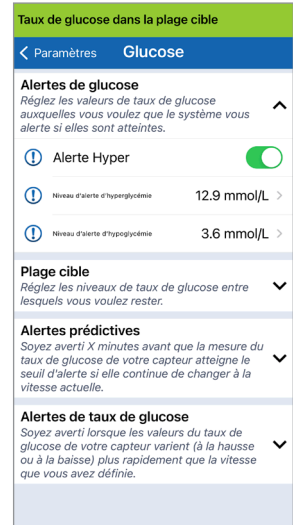 Taux de glucose dans la plage cible
Paramètres Glucose
Alertes de glucose
Réglez les valeurs de taux de glucose
auxquelles vous voulez que le système vous
alerte si elles sont atteintes.
Alerte Hyper
Niveau d'alerte d'hyperglycémie 12.9 mmol/L
Niveau d'alerte d'hypoglycémie 3.6 mmol/L
Plage cible
Réglez les niveaux de taux de glucose entre
lesquels vous voulez rester.
Alertes prédictives
Soyez averti X minutes avant que la mesure du
taux de glucose de votre capteur atteigne le
seuil d'alerte si elle continue de changer à la
vitesse actuelle.
Alertes de taux de glucose
Soyez averti lorsque les valeurs du taux de
glucose de votre capteur varient (à la hausse
ou à la baisse) plus rapidement que la vitesse
que vous avez définie.